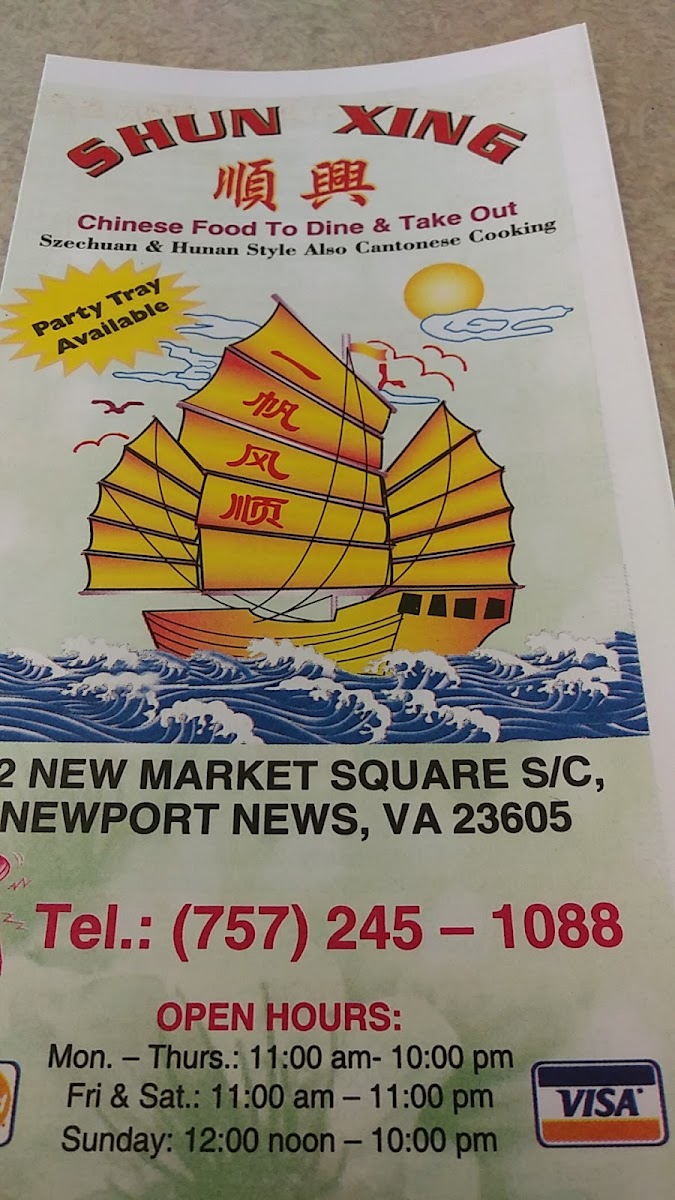 SHUN XING
順興
Chinese Food To Dine & Take Out
Szechuan & Hunan Style Also Cantonese Cooking
Party Tray
Available
一
帆
风
顺
2 NEW MARKET SQUARE S/C,
NEWPORT NEWS, VA 23605
Tel.: (757) 245 – 1088
OPEN HOURS:
Mon. – Thurs.: 11:00 am- 10:00 pm
Fri & Sat.: 11:00 am – 11:00 pm
Sunday: 12:00 noon – 10:00 pm
VISA